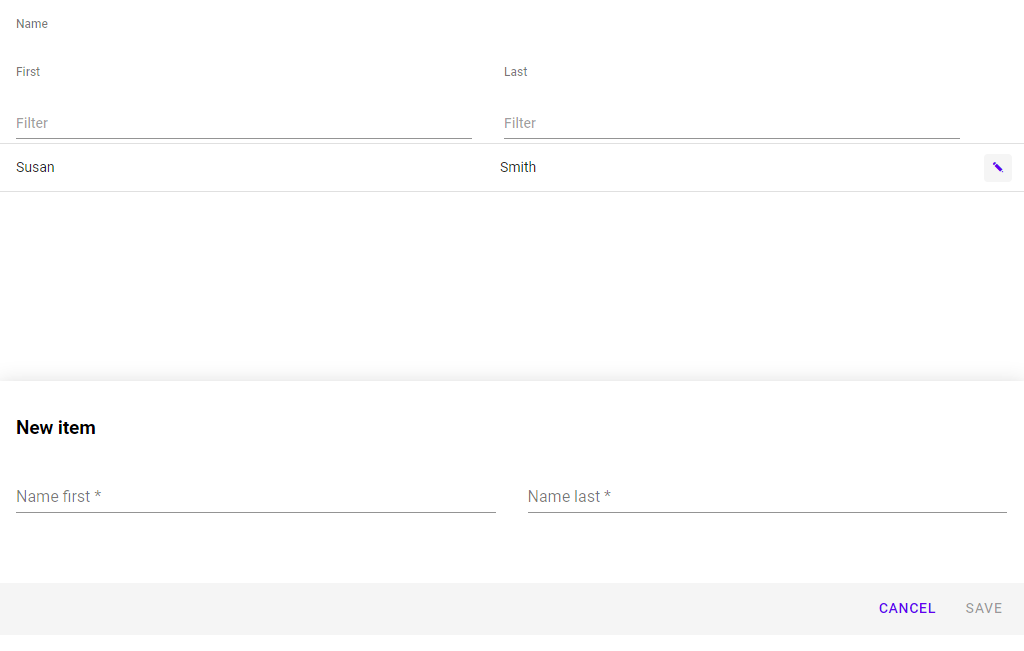 Name
First Last
Filter Filter
Susan Smith
New item
Name first * Name last *
CANCEL SAVE